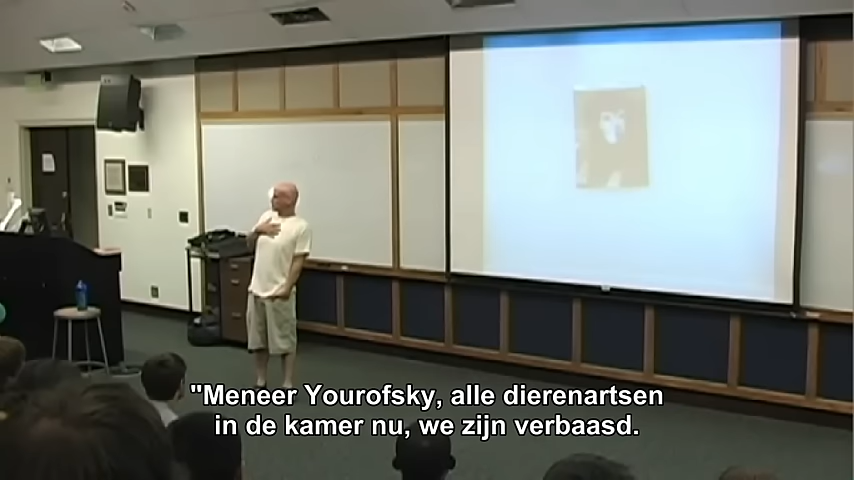 "Meneer Yourofsky, alle dierenartsen
in de kamer nu, we zijn verbaasd.